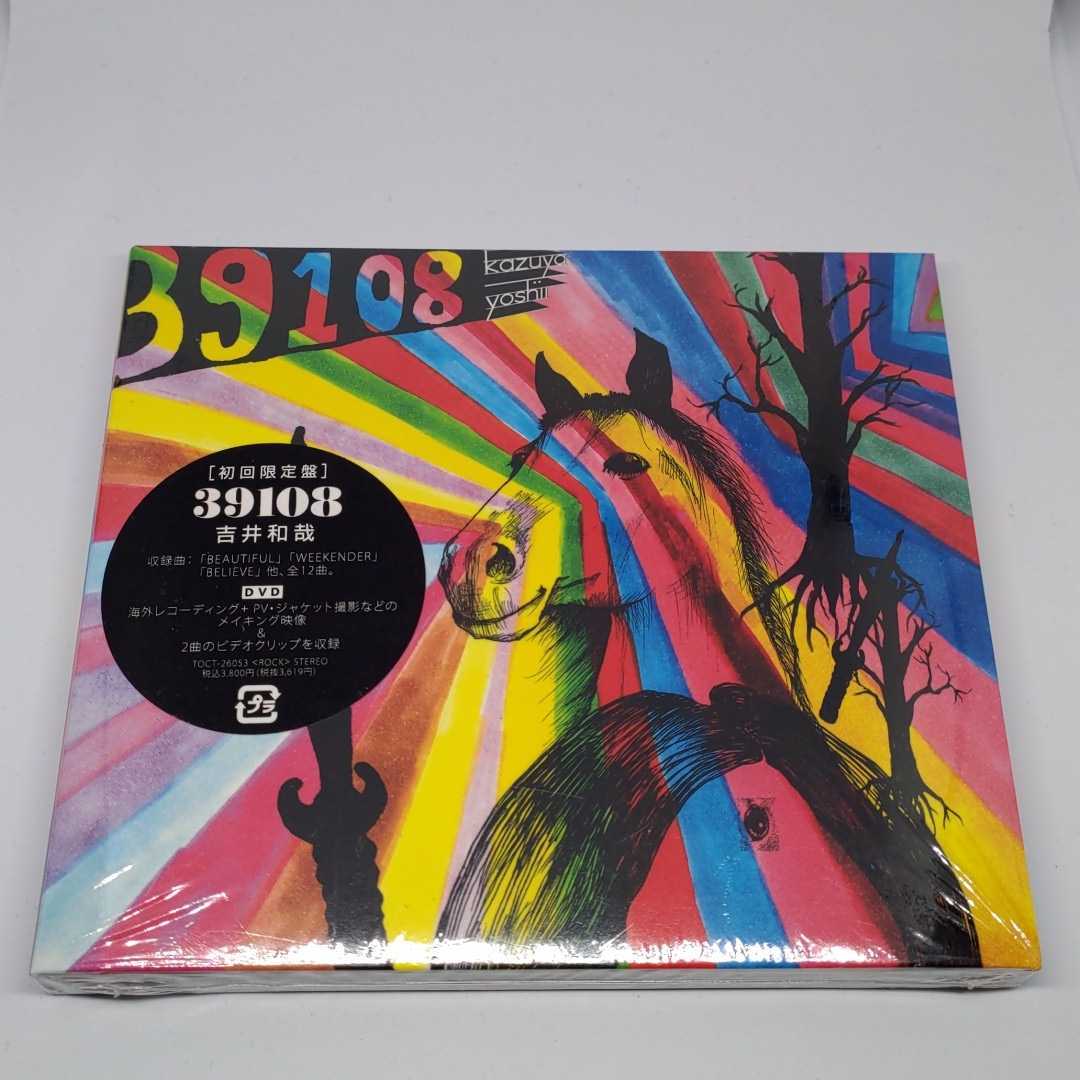 39108
kazuya
yoshii
[初回限定盤]
39108
吉井和哉
収録曲:「BEAUTIFUL」「WEEKENDER」
「BELIEVE」他、全12曲。
DVD
海外レコーディング+ PV・ジャケット撮影などの
メイキング映像
&
2曲のビデオクリップを収録
TOCT-26053 <ROCK> STEREO
税込3,800円(税抜3,619円)
プラ